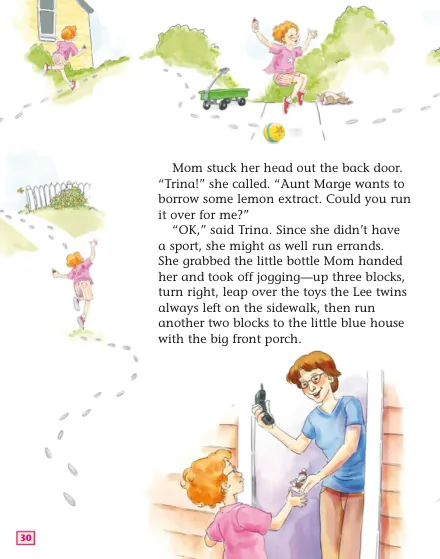 Mom stuck her head out the back door.
“Trina!” she called. “Aunt Marge wants to
borrow some lemon extract. Could you run
it over for me?”
“OK,” said Trina. Since she didn’t have
a sport, she might as well run errands.
She grabbed the little bottle Mom handed
her and took off jogging—up three blocks,
turn right, leap over the toys the Lee twins
always left on the sidewalk, then run
another two blocks to the little blue house
with the big front porch.
30